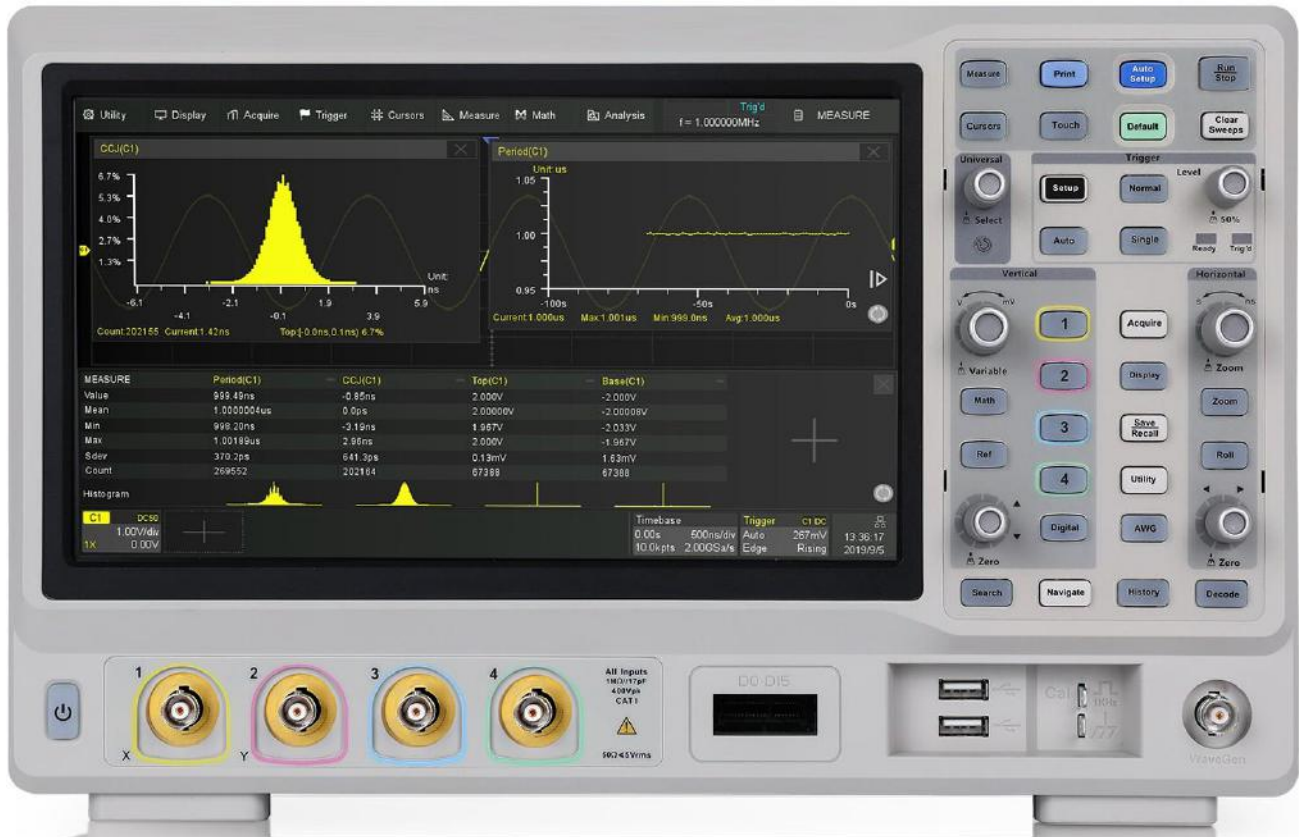 Utility Display Acquire Trigger Cursors Measure Math Analysis Trig'd f = 1.000000MHz MEASURE
CCJ(C1)
6.7%
5.3%
4.0%
2.7%
1.3%
Unit:
ns
-6.1 -2.1 1.9 5.9
-4.1 -0.1 3.9
Count:202155 Current:1.42ns Top:[-0.0ns,0.1ns) 6.7%
Period(C1)
Unit:us
1.05
1.00
0.95
-100s -50s 0s
Current:1.000us Max:1.001us Min:999.0ns Avg:1.000us
MEASURE Period(C1) CCJ(C1) Top(C1) Base(C1)
Value 999.49ns -0.85ns 2.000V -2.000V
Mean 1.0000004us 0.0ps 2.00000V -2.00008V
Min 998.20ns -3.19ns 1.967V -2.033V
Max 1.00189us 2.96ns 2.000V -1.967V
Sdev 370.2ps 641.3ps 0.13mV 1.63mV
Count 269552 202164 67388 67388
Histogram
C1 DC50
1.00V/div
1X 0.00V
Timebase
0.00s 500ns/div
10.0kpts 2.00GSa/s
Trigger C1 DC
Auto 267mV
Edge Rising
13:36:17
2019/9/5
Measure Print Auto Setup Run Stop
Cursors Touch Default Clear Sweeps
Universal
Select
Trigger
Setup Normal Level
50%
Auto Single Ready Trig'd
Vertical
V mV
Variable
1
2
3
4
Math
Ref
Digital
Zero
Acquire
Display
Save Recall
Utility
AWG
Horizontal
s ns
Zoom
Zoom
Roll
Zero
Search Navigate History Decode
1 2 3 4
X Y
All Inputs
1MΩ//17pF
400Vpk
CAT I
50Ω≤5Vrms
D0-D15
Cal
1KHz
WaveGen